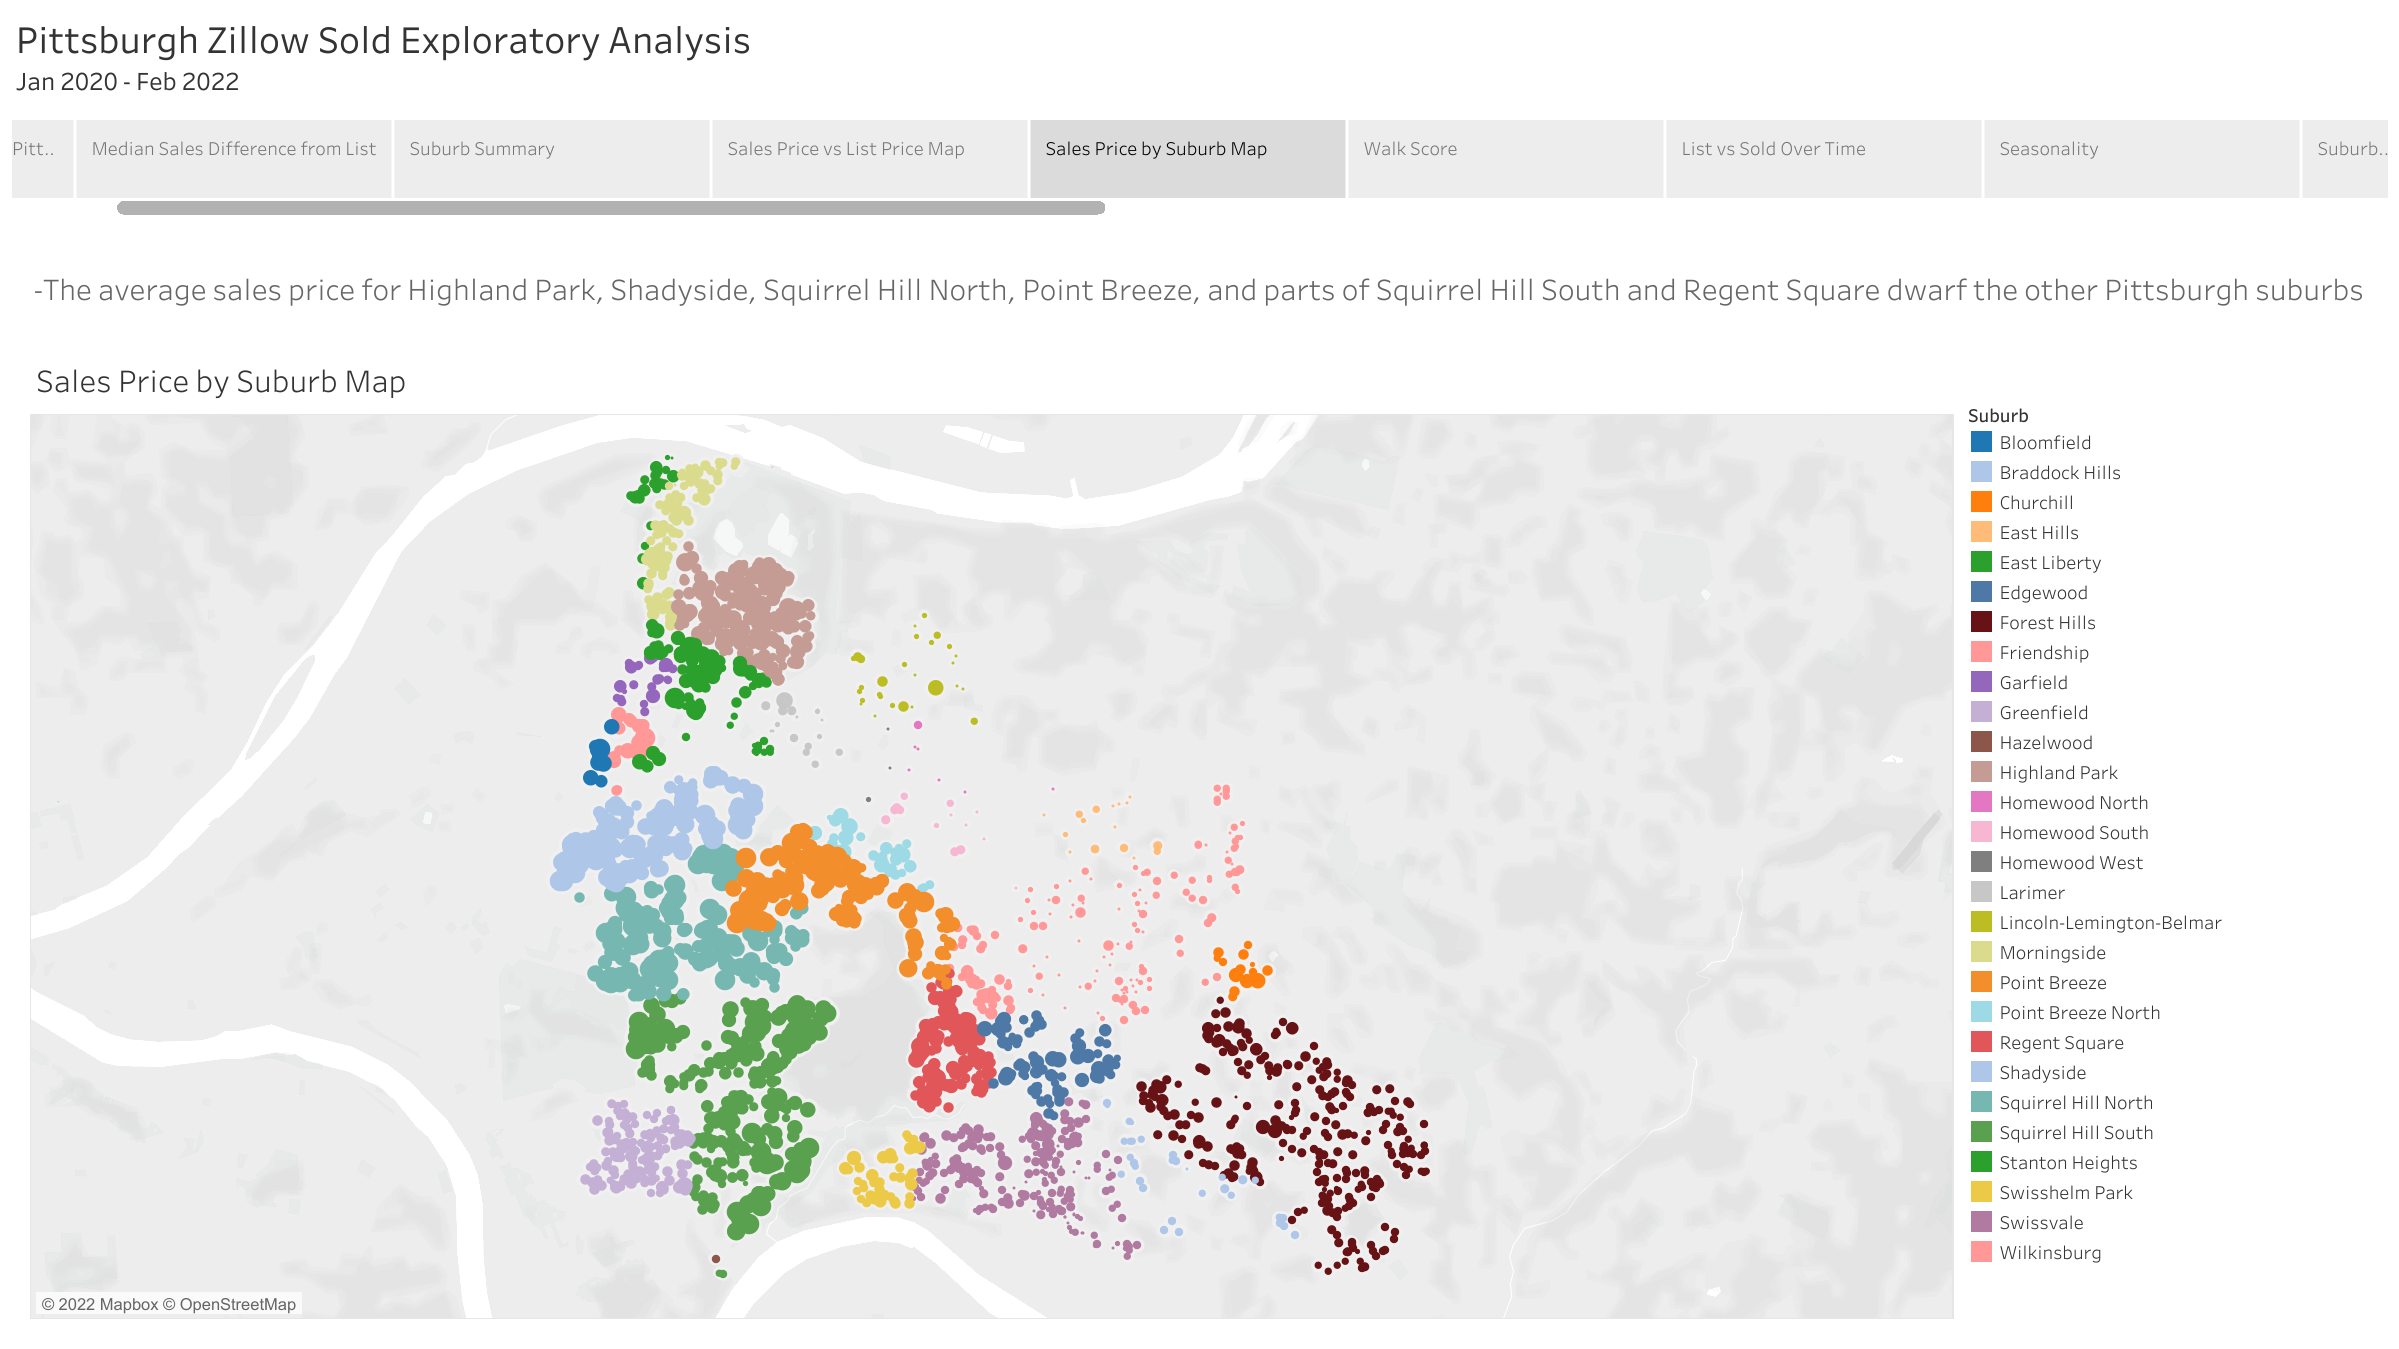 Pittsburgh Zillow Sold Exploratory Analysis
Jan 2020 - Feb 2022
Pitt..
Median Sales Difference from List
Suburb Summary
Sales Price vs List Price Map
Sales Price by Suburb Map
Walk Score
List vs Sold Over Time
Seasonality
Suburb..
-The average sales price for Highland Park, Shadyside, Squirrel Hill North, Point Breeze, and parts of Squirrel Hill South and Regent Square dwarf the other Pittsburgh suburbs
Sales Price by Suburb Map
Suburb
Bloomfield
Braddock Hills
Churchill
East Hills
East Liberty
Edgewood
Forest Hills
Friendship
Garfield
Greenfield
Hazelwood
Highland Park
Homewood North
Homewood South
Homewood West
Larimer
Lincoln-Lemington-Belmar
Morningside
Point Breeze
Point Breeze North
Regent Square
Shadyside
Squirrel Hill North
Squirrel Hill South
Stanton Heights
Swisshelm Park
Swissvale
Wilkinsburg
© 2022 Mapbox © OpenStreetMap